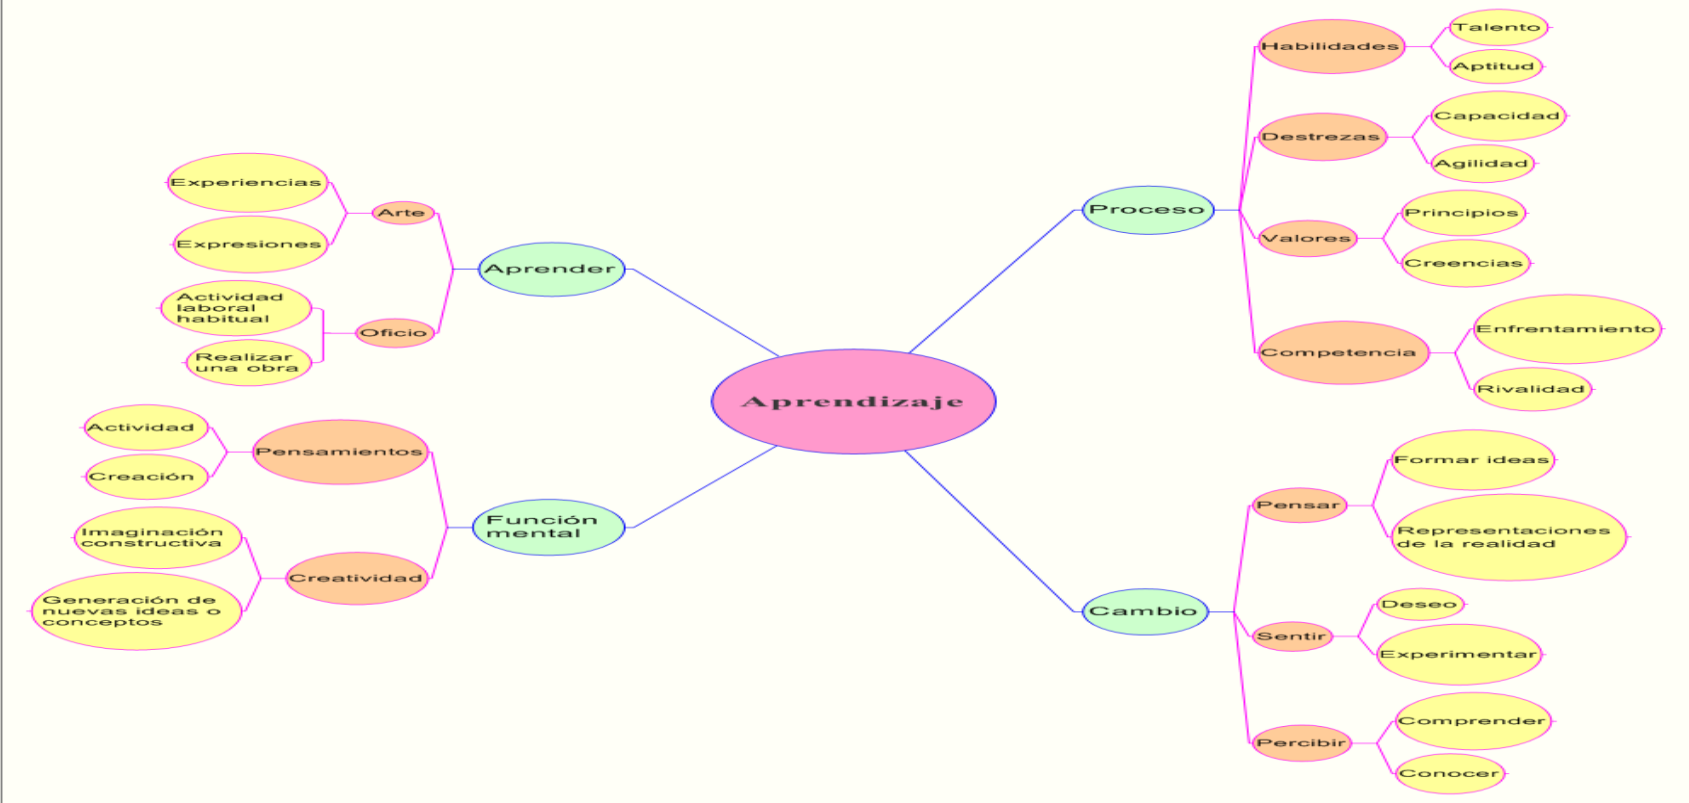 Aprendizaje
Proceso
Habilidades
Talento
Aptitud
Destrezas
Capacidad
Agilidad
Valores
Principios
Creencias
Competencia
Enfrentamiento
Rivalidad
Cambio
Pensar
Formar ideas
Representaciones
de la realidad
Sentir
Deseo
Experimentar
Percibir
Comprender
Conocer
Aprender
Arte
Experiencias
Expresiones
Oficio
Actividad
laboral
habitual
Realizar
una obra
Función
mental
Pensamientos
Actividad
Creación
Creatividad
Imaginación
constructiva
Generación de
nuevas ideas o
conceptos